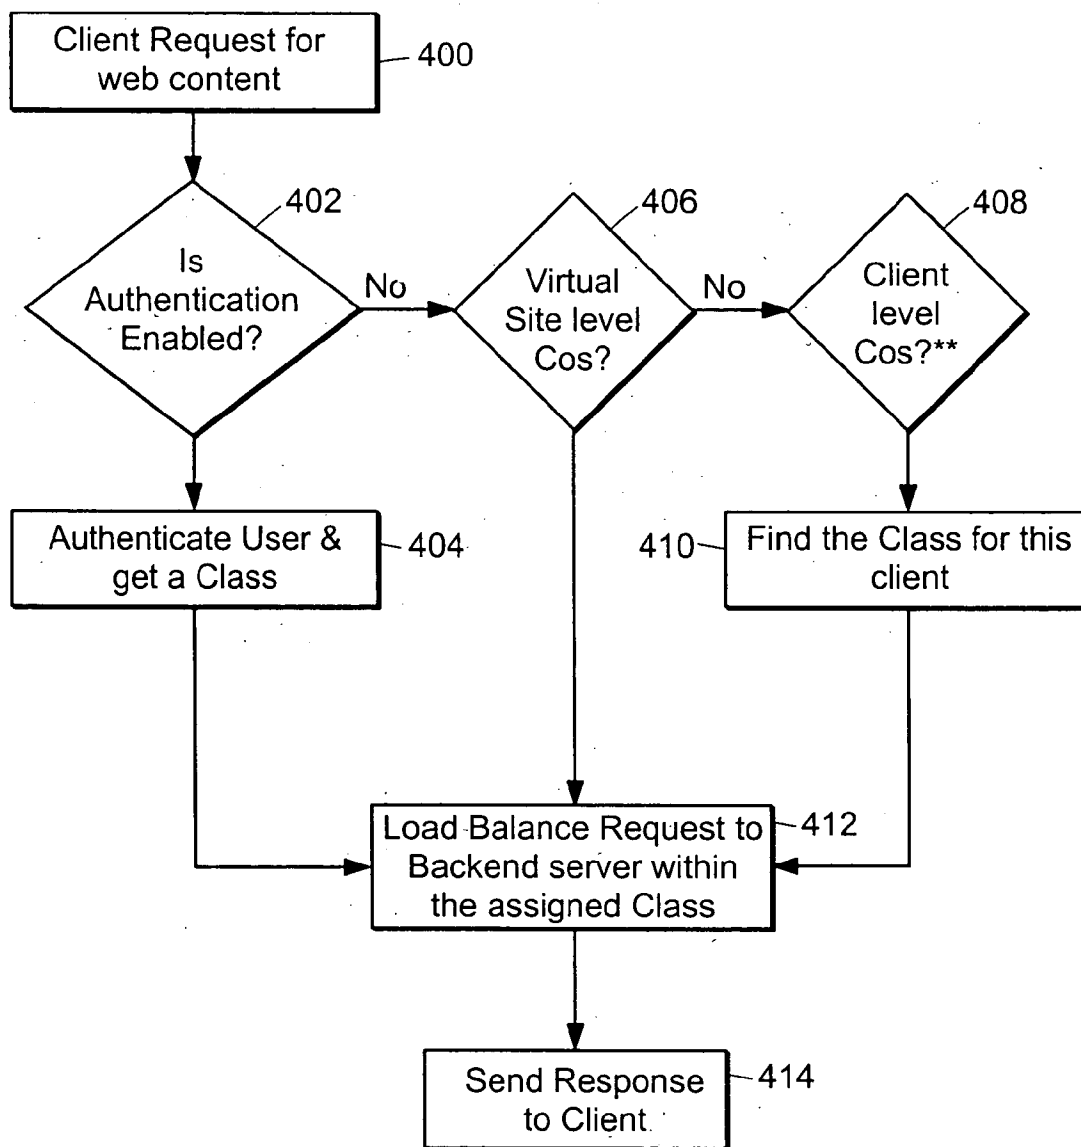 Client Request for
web content
400
402
Is
Authentication
Enabled?
No
406
Virtual
Site level
Cos?
No
408
Client
level
Cos?**
Authenticate User &
get a Class
404
410
Find the Class for this
client
Load Balance Request to
Backend server within
the assigned Class
412
Send Response
to Client
414